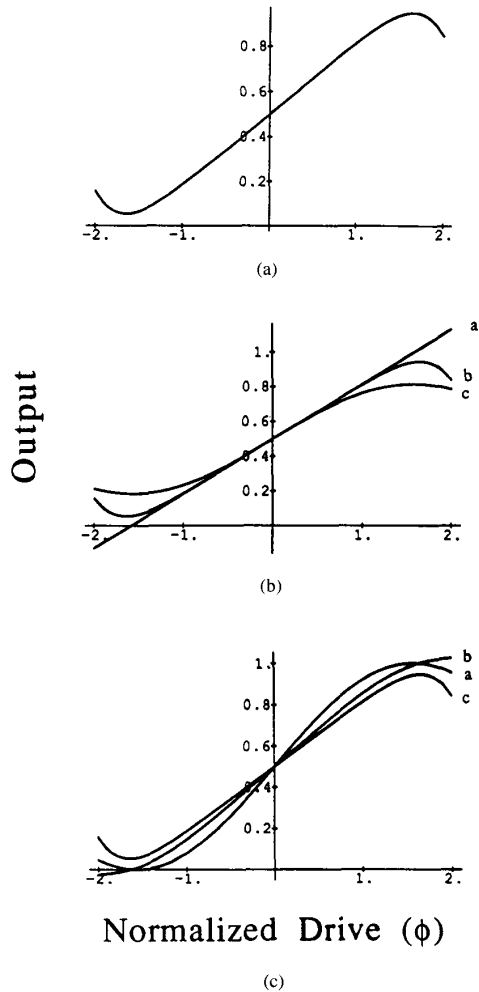 0.8
0.6
0.4
0.2
-2. -1. 1. 2.
(a)
a
1.
b
0.8
c
0.6
0.4
0.2
-2. -1. 1. 2.
(b)
Output
b
1.
a
0.8
c
0.6
0.4
0.2
-2. -1. 1. 2.
Normalized Drive (ϕ)
(c)